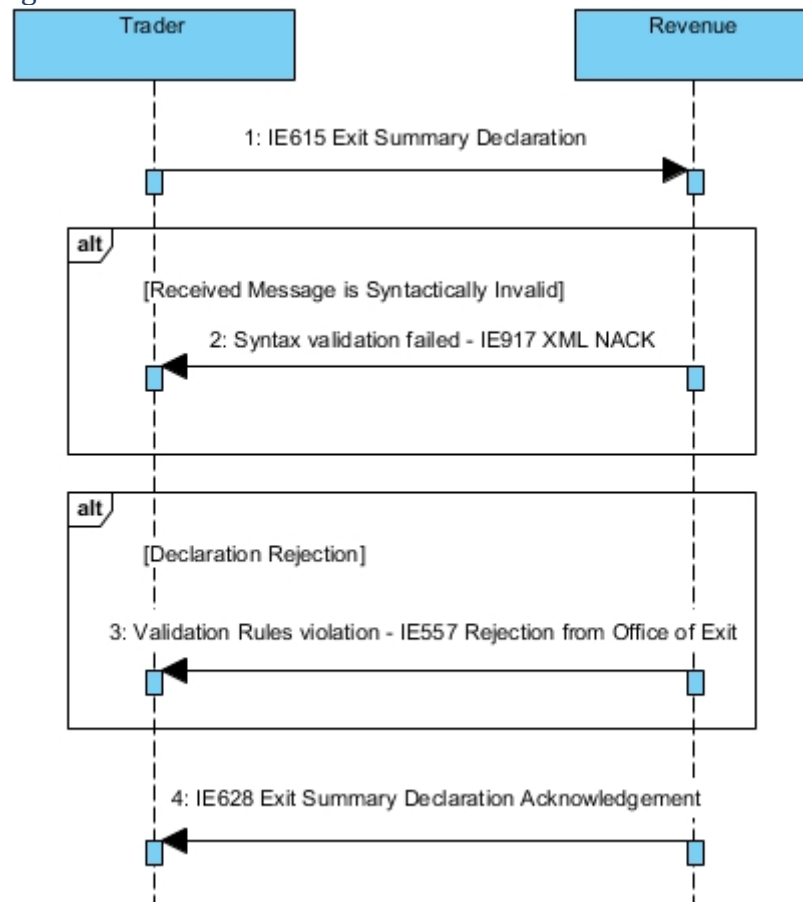 Trader
Revenue
1: IE615 Exit Summary Declaration
alt
[Received Message is Syntactically Invalid]
2: Syntax validation failed - IE917 XML NACK
alt
[Declaration Rejection]
3: Validation Rules violation - IE557 Rejection from Office of Exit
4: IE628 Exit Summary Declaration Acknowledgement